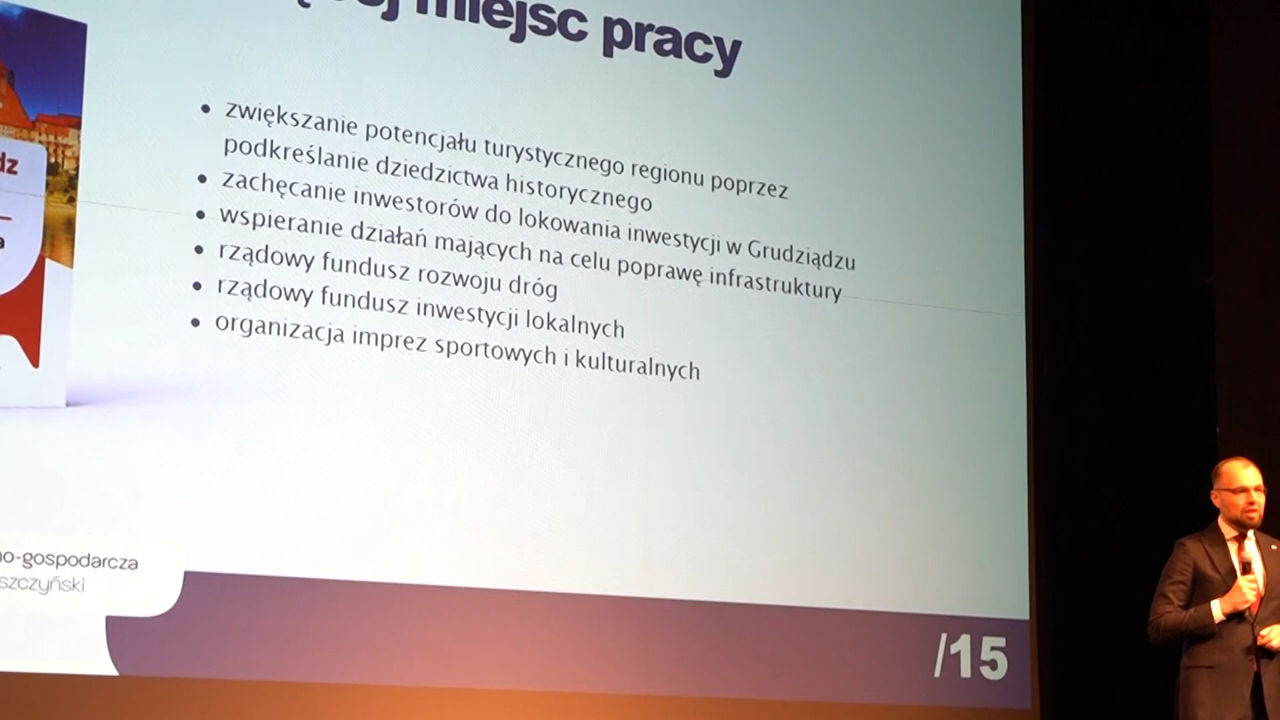 miejsc pracy
• zwiększanie potencjału turystycznego regionu poprzez
podkreślanie dziedzictwa historycznego
• zachęcanie inwestorów do lokowania inwestycji w Grudziądzu
• wspieranie działań mających na celu poprawę infrastruktury
• rządowy fundusz rozwoju dróg
• rządowy fundusz inwestycji lokalnych
• organizacja imprez sportowych i kulturalnych
dz
a
no-gospodarcza
szczyński
/15